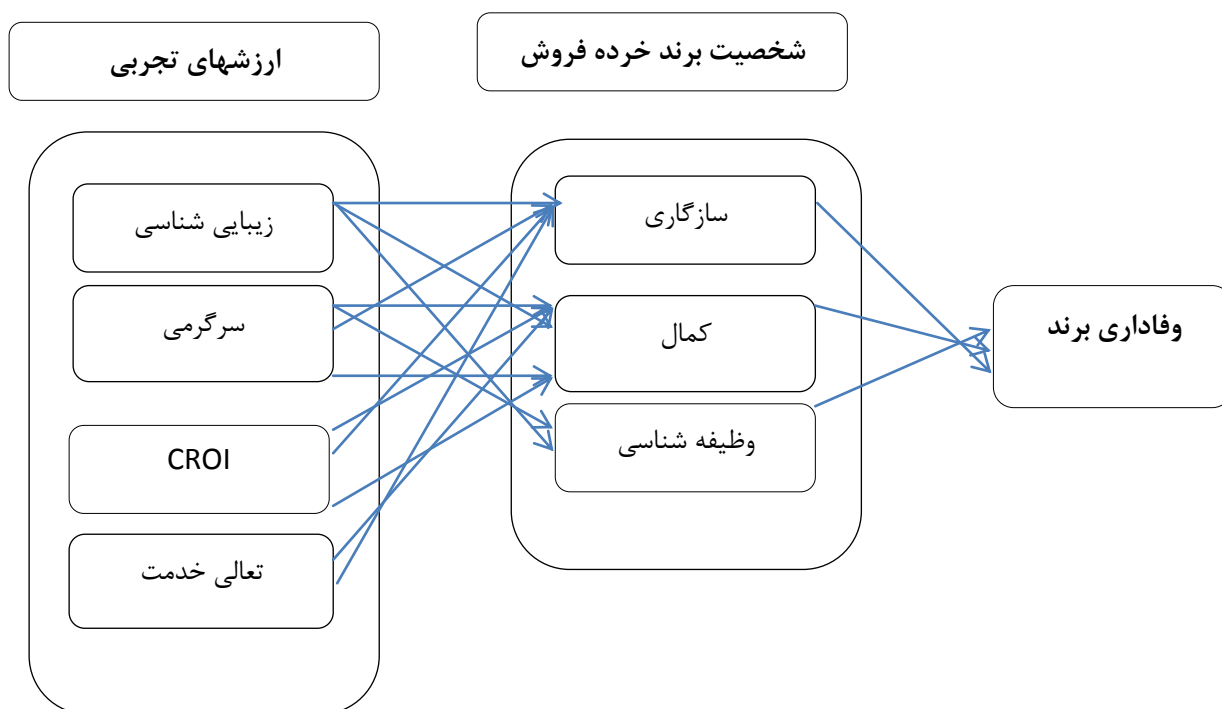 شخصیت برند خرده فروش
ارزشهای تجربی
سازگاری
کمال
وظیفه شناسی
زیبایی شناسی
سرگرمی
CROI
تعالی خدمت
وفاداری برند